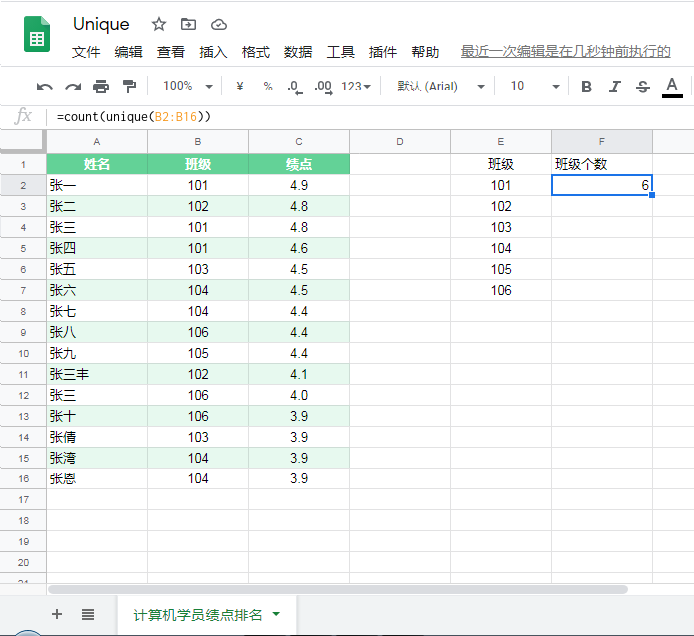 Unique
文件 编辑 查看 插入 格式 数据 工具 插件 帮助 最近一次编辑是在几秒钟前执行的
100% ¥ % .0 .00 123 默认 (Arial) 10 B I S A
fx =count(unique(B2:B16))
A B C D E F
1 姓名 班级 绩点 班级 班级个数
2 张一 101 4.9 101 6
3 张二 102 4.8 102
4 张三 101 4.8 103
5 张四 101 4.6 104
6 张五 103 4.5 105
7 张六 104 4.5 106
8 张七 104 4.4
9 张八 106 4.4
10 张九 105 4.4
11 张三丰 102 4.1
12 张三 106 4.0
13 张十 106 3.9
14 张倩 103 3.9
15 张湾 104 3.9
16 张恩 104 3.9
17
18
19
20
计算机学员绩点排名